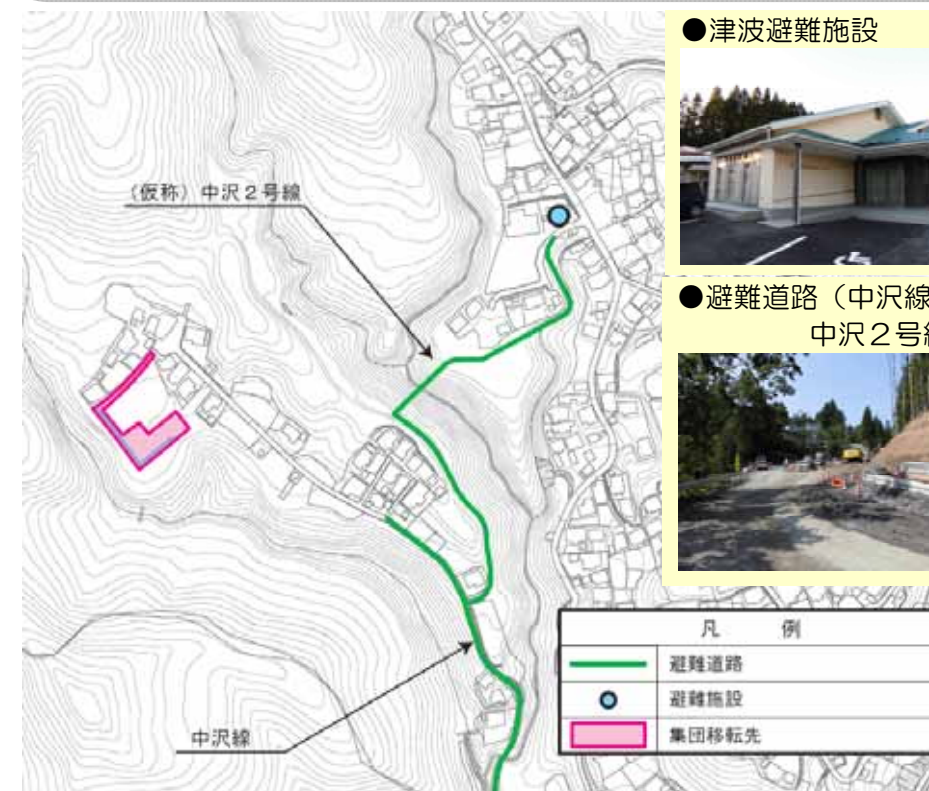 ●津波避難施設
(仮称)中沢2号線
●避難道路(中沢線
中沢2号
中沢線
凡 例
避難道路
避難施設
集団移転先